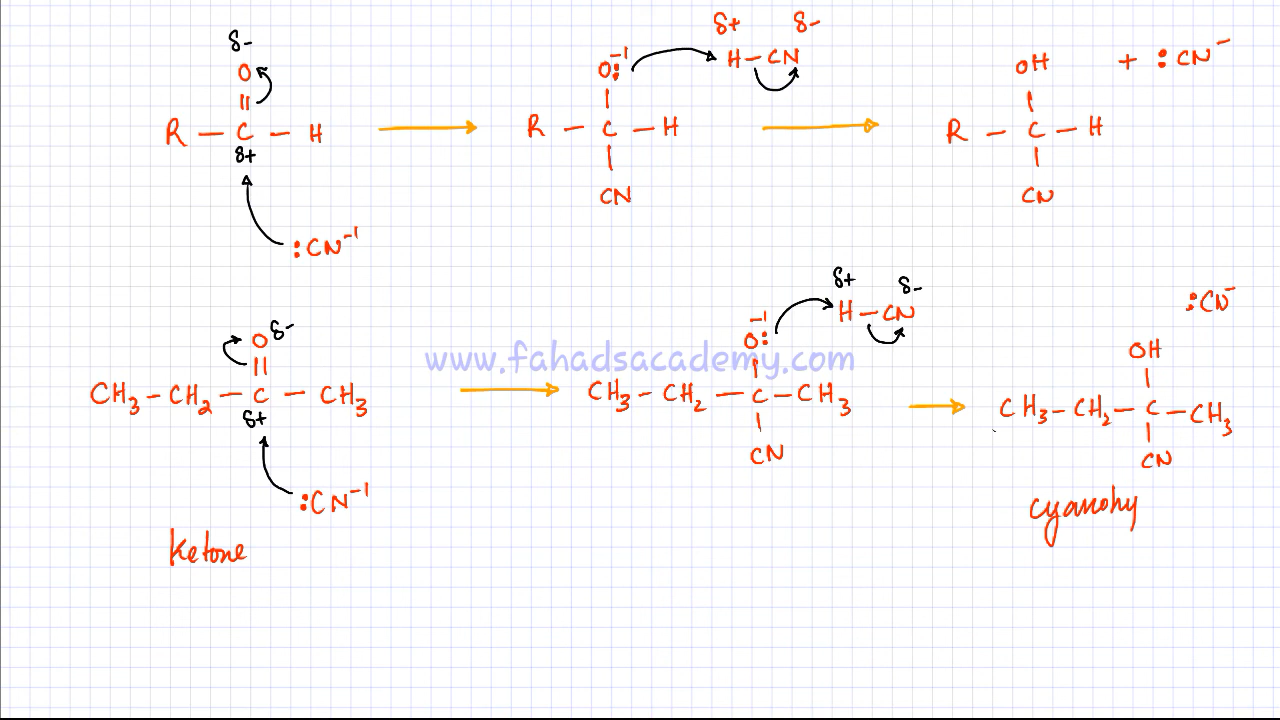 δ-
O
||
R — C — H
δ+
:CN⁻¹
O:⁻¹
|
R — C — H
|
CN
δ+ δ-
H — CN
OH
|
R — C — H
|
CN
+ :CN⁻
O δ-
||
CH₃ — CH₂ — C — CH₃
δ+
:CN⁻¹
ketone
O:⁻¹
|
CH₃ — CH₂ — C — CH₃
|
CN
δ+ δ-
H — CN
:CN⁻
OH
|
CH₃ — CH₂ — C — CH₃
|
CN
cyanohy
www.fahadsacademy.com